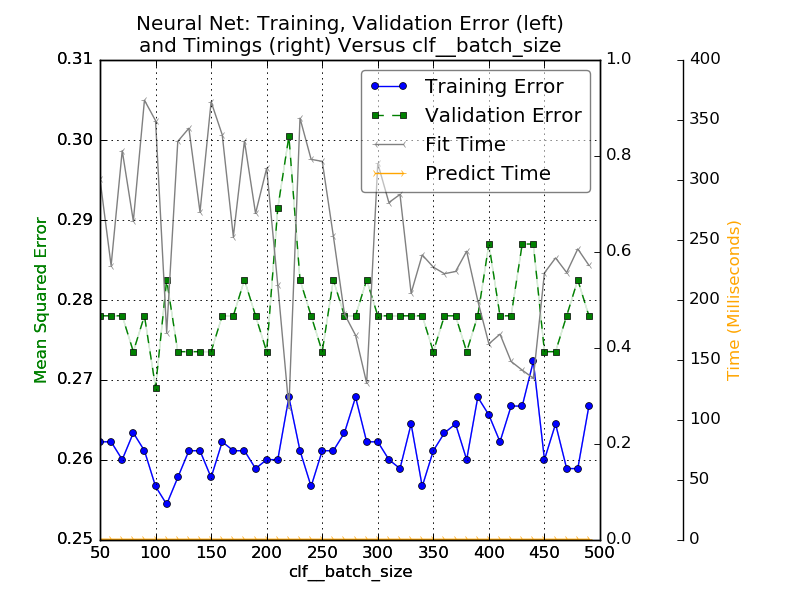 Neural Net: Training, Validation Error (left)
and Timings (right) Versus clf__batch_size
Training Error
Validation Error
Fit Time
Predict Time
Mean Squared Error
0.31
0.30
0.29
0.28
0.27
0.26
0.25
1.0
0.8
0.6
0.4
0.2
0.0
400
350
300
250
200
150
100
50
0
Time (Milliseconds)
50 100 150 200 250 300 350 400 450 500
clf__batch_size